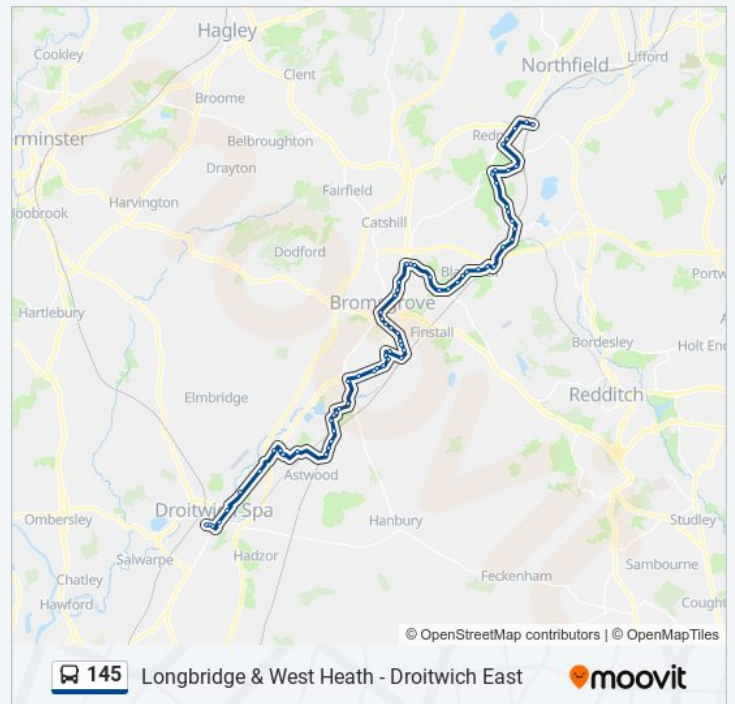 Hagley
Cookley
Northfield
Lifford
Clent
Broome
Redn
rminster
Belbroughton
Drayton
Fairfield
Harvington
oobrook
Catshill
Dodford
Portw
Bla
Bromsgrove
Hartlebury
Finstall
Bordesley
Holt End
Elmbridge
Redditch
Astwood
Droitwich Spa
Ombersley
Hanbury
Studley
Hadzor
Salwarpe
Sambourne
Chatley
Feckenham
Hawford
Cought
© OpenStreetMap contributors | © OpenMapTiles
145 Longbridge & West Heath - Droitwich East
moovit